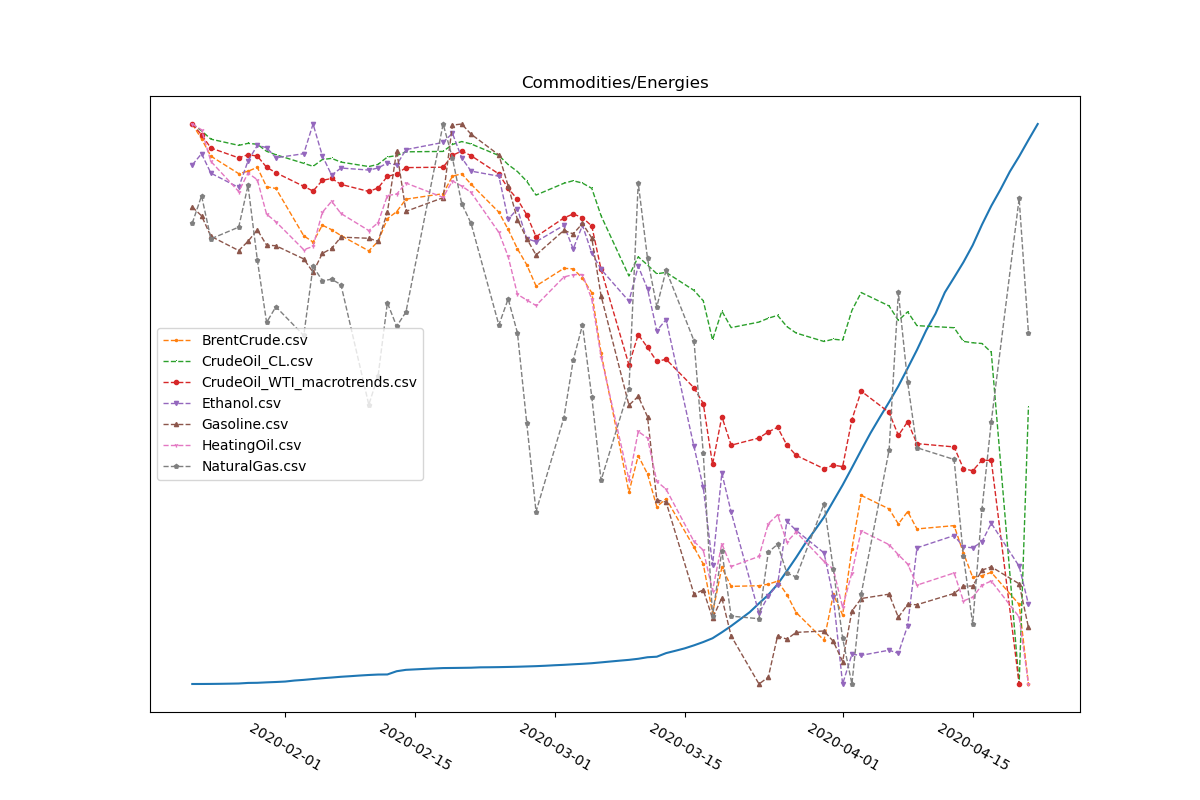 Commodities/Energies
BrentCrude.csv
CrudeOil_CL.csv
CrudeOil_WTI_macrotrends.csv
Ethanol.csv
Gasoline.csv
HeatingOil.csv
NaturalGas.csv
2020-02-01
2020-02-15
2020-03-01
2020-03-15
2020-04-01
2020-04-15